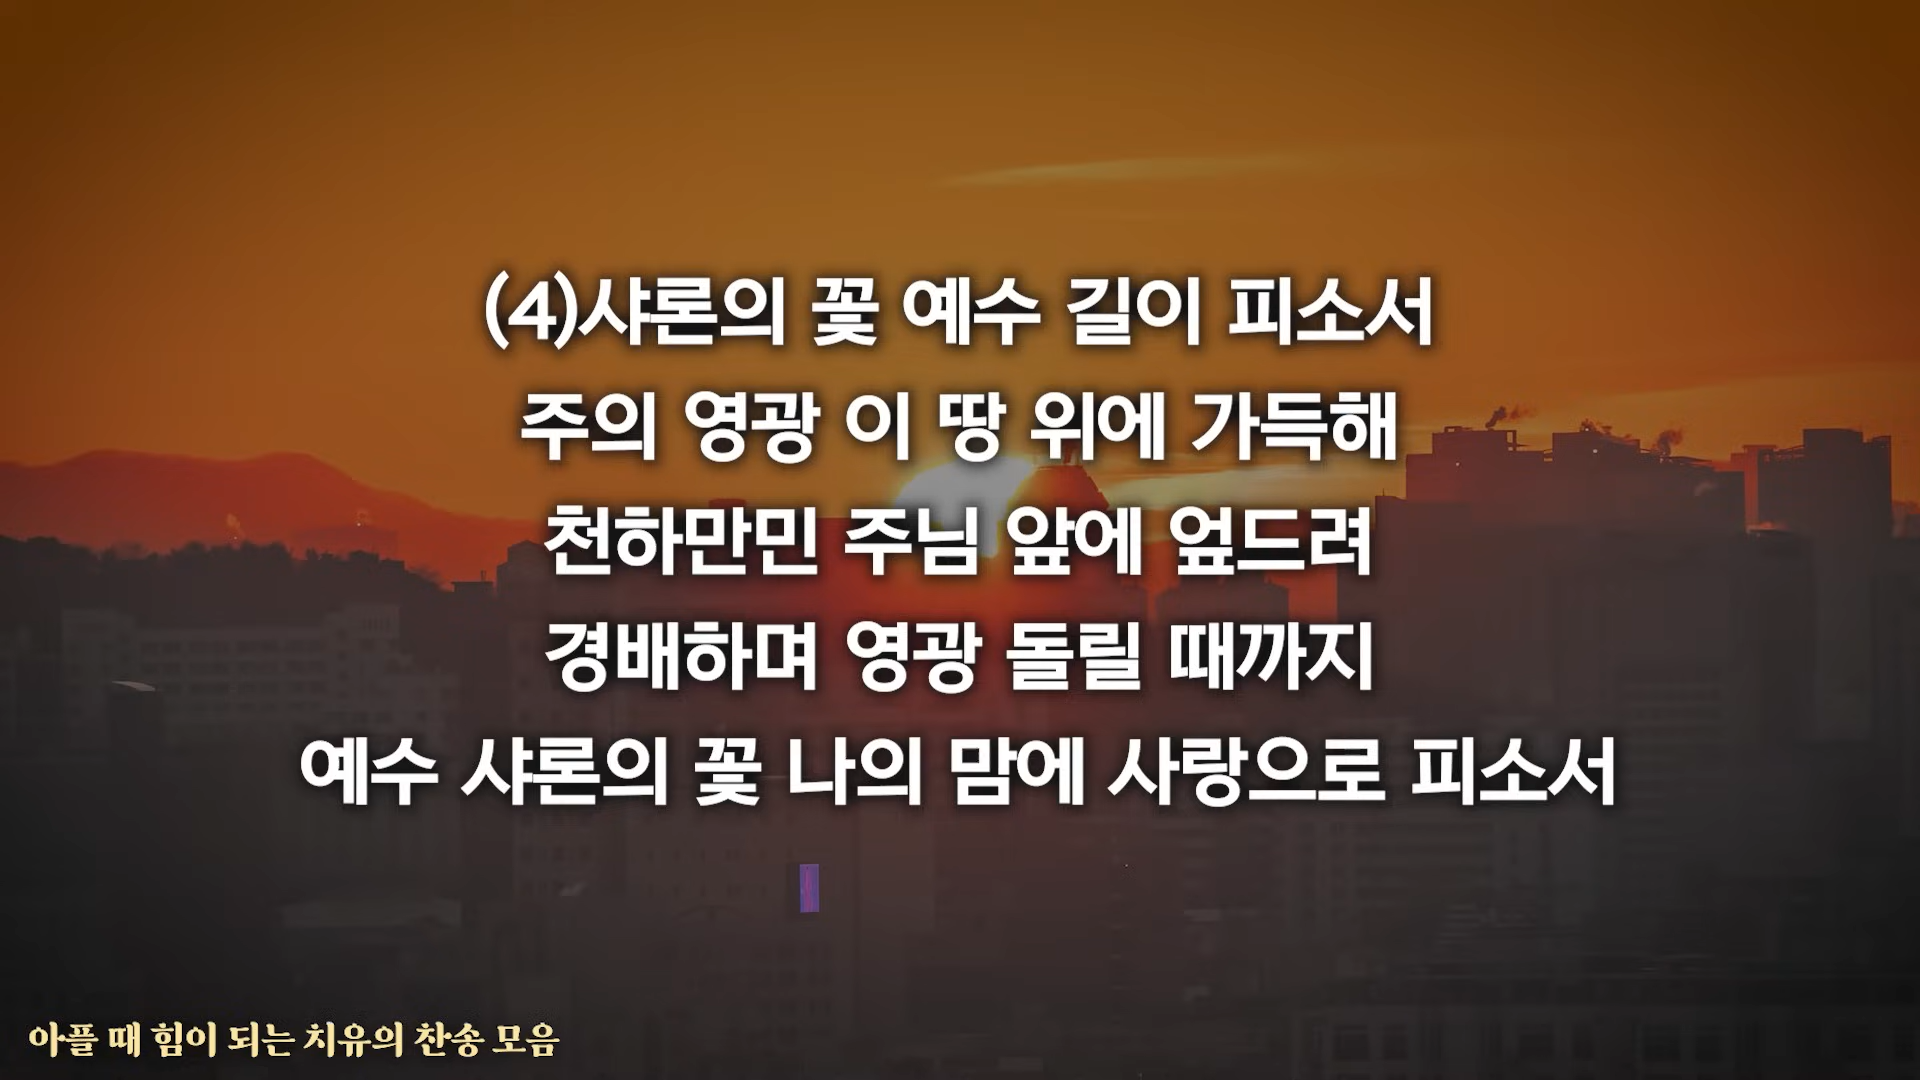 (4)샤론의 꽃 예수 길이 피소서
주의 영광 이 땅 위에 가득해
천하만민 주님 앞에 엎드려
경배하며 영광 돌릴 때까지
예수 샤론의 꽃 나의 맘에 사랑으로 피소서
아플 때 힘이 되는 치유의 찬송 모음